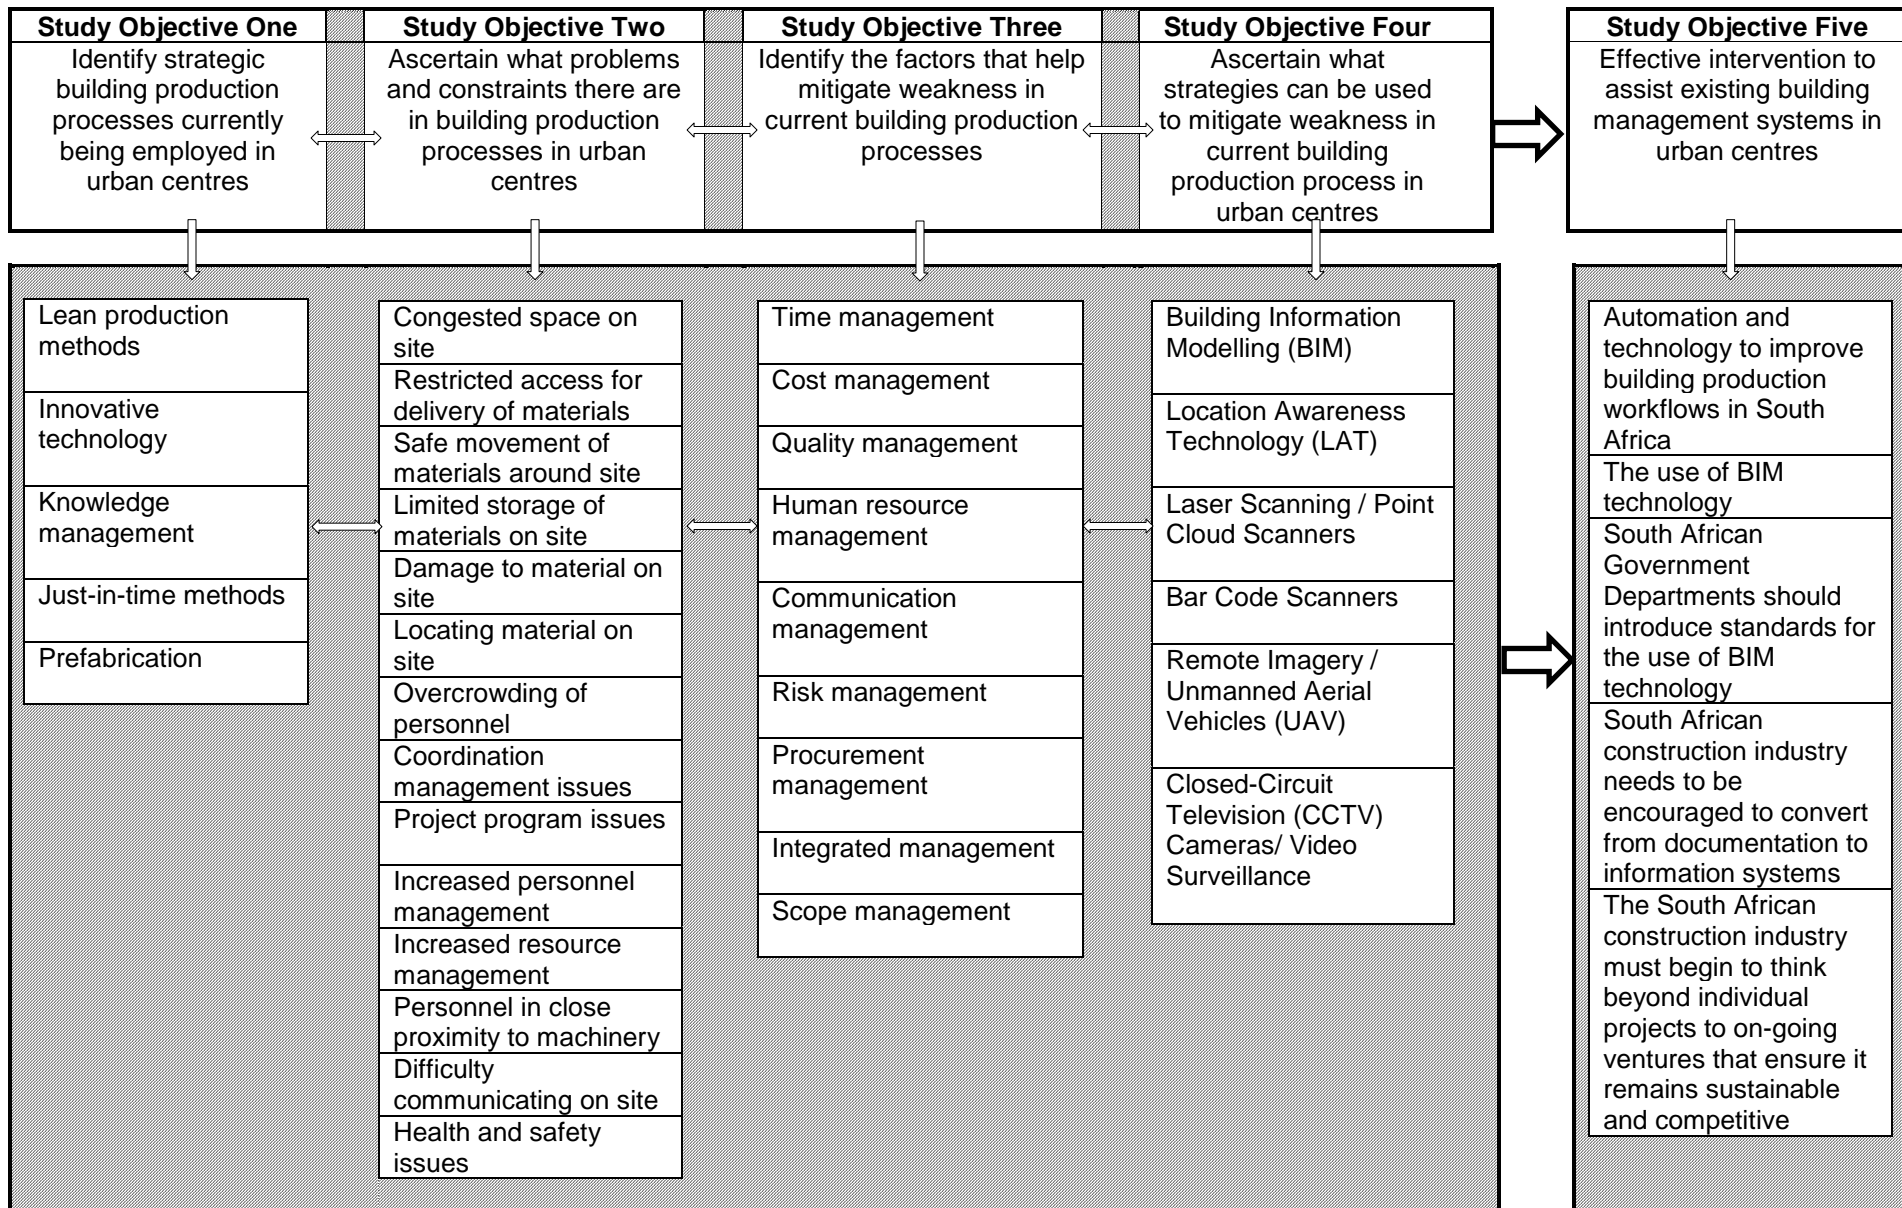 Study Objective One
Identify strategic
building production
processes currently
being employed in
urban centres
Study Objective Two
Ascertain what problems
and constraints there are
in building production
processes in urban
centres
Study Objective Three
Identify the factors that help
mitigate weakness in
current building production
processes
Study Objective Four
Ascertain what
strategies can be used
to mitigate weakness in
current building
production process in
urban centres
Study Objective Five
Effective intervention to
assist existing building
management systems in
urban centres
Lean production
methods
Innovative
technology
Knowledge
management
Just-in-time methods
Prefabrication
Congested space on
site
Restricted access for
delivery of materials
Safe movement of
materials around site
Limited storage of
materials on site
Damage to material on
site
Locating material on
site
Overcrowding of
personnel
Coordination
management issues
Project program issues
Increased personnel
management
Increased resource
management
Personnel in close
proximity to machinery
Difficulty
communicating on site
Health and safety
issues
Time management
Cost management
Quality management
Human resource
management
Communication
management
Risk management
Procurement
management
Integrated management
Scope management
Building Information
Modelling (BIM)
Location Awareness
Technology (LAT)
Laser Scanning / Point
Cloud Scanners
Bar Code Scanners
Remote Imagery /
Unmanned Aerial
Vehicles (UAV)
Closed-Circuit
Television (CCTV)
Cameras/ Video
Surveillance
Automation and
technology to improve
building production
workflows in South
Africa
The use of BIM
technology
South African
Government
Departments should
introduce standards for
the use of BIM
technology
South African
construction industry
needs to be
encouraged to convert
from documentation to
information systems
The South African
construction industry
must begin to think
beyond individual
projects to on-going
ventures that ensure it
remains sustainable
and competitive